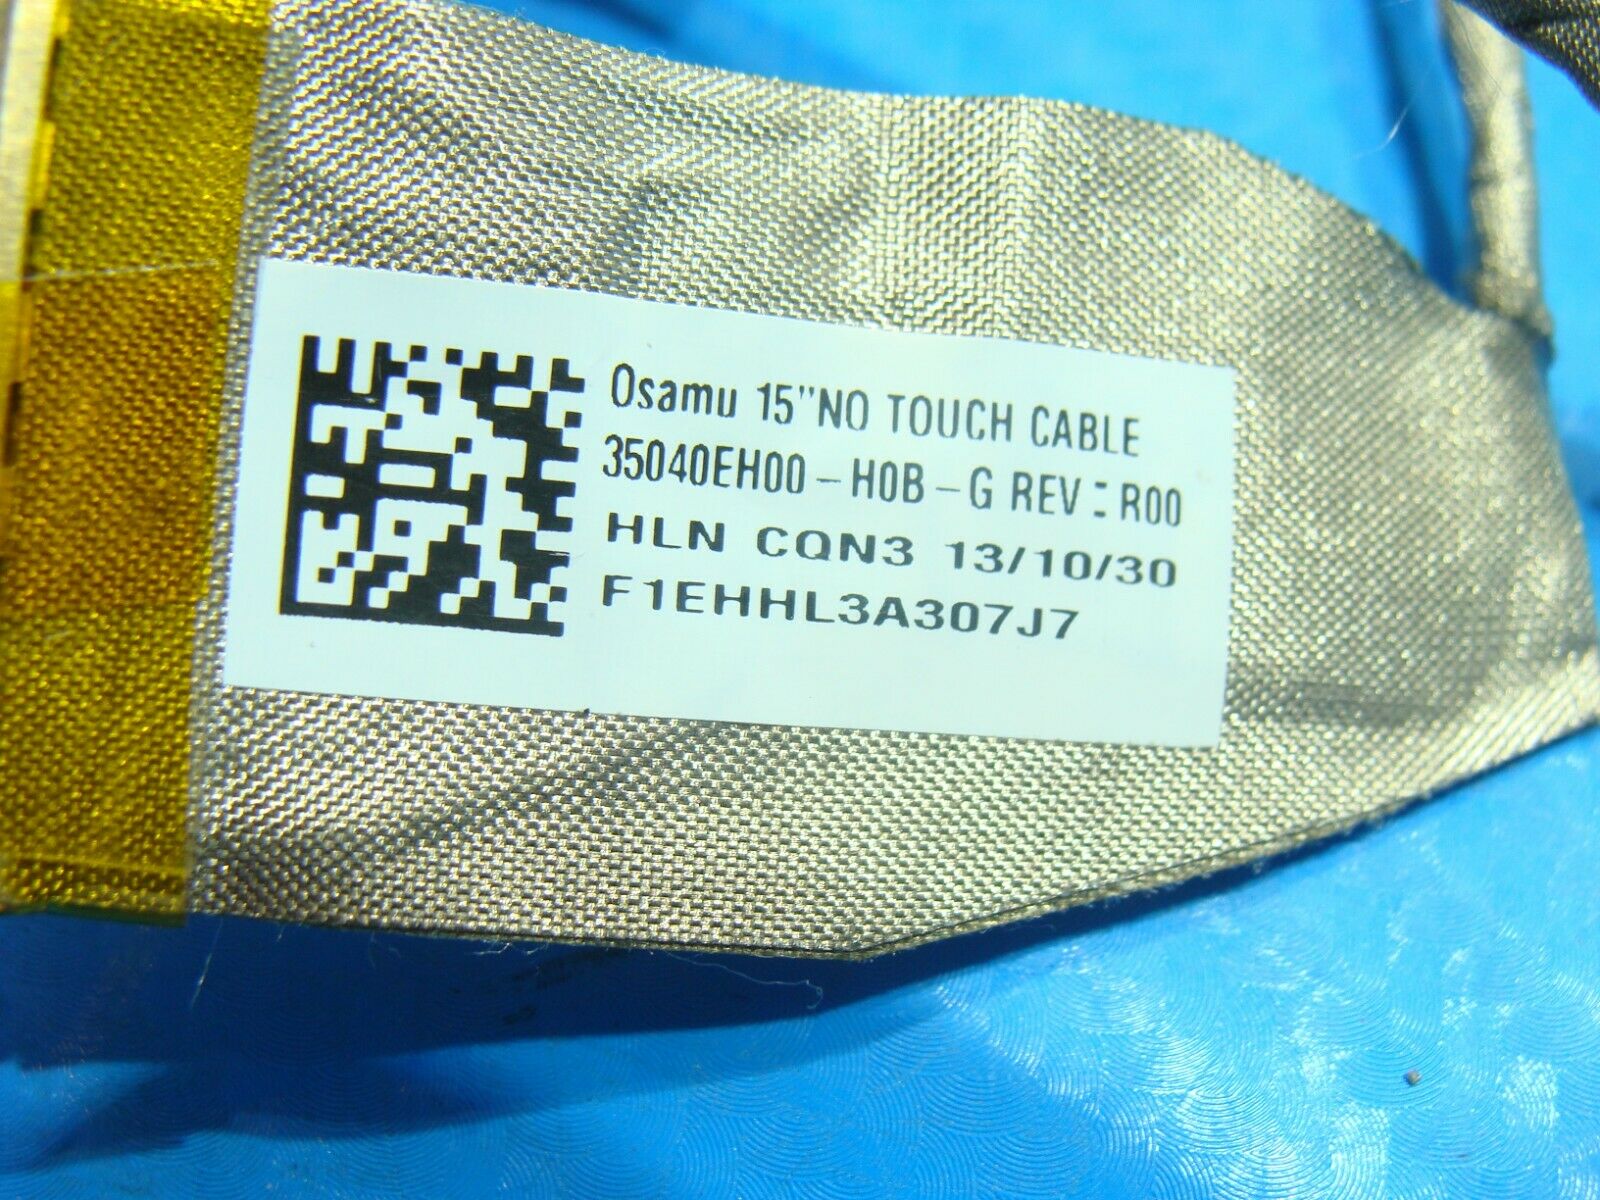 Osamu 15"NO TOUCH CABLE
35040EH00-H0B-G REV:R00
HLN CQN3 13/10/30
F1EHHL3A307J7